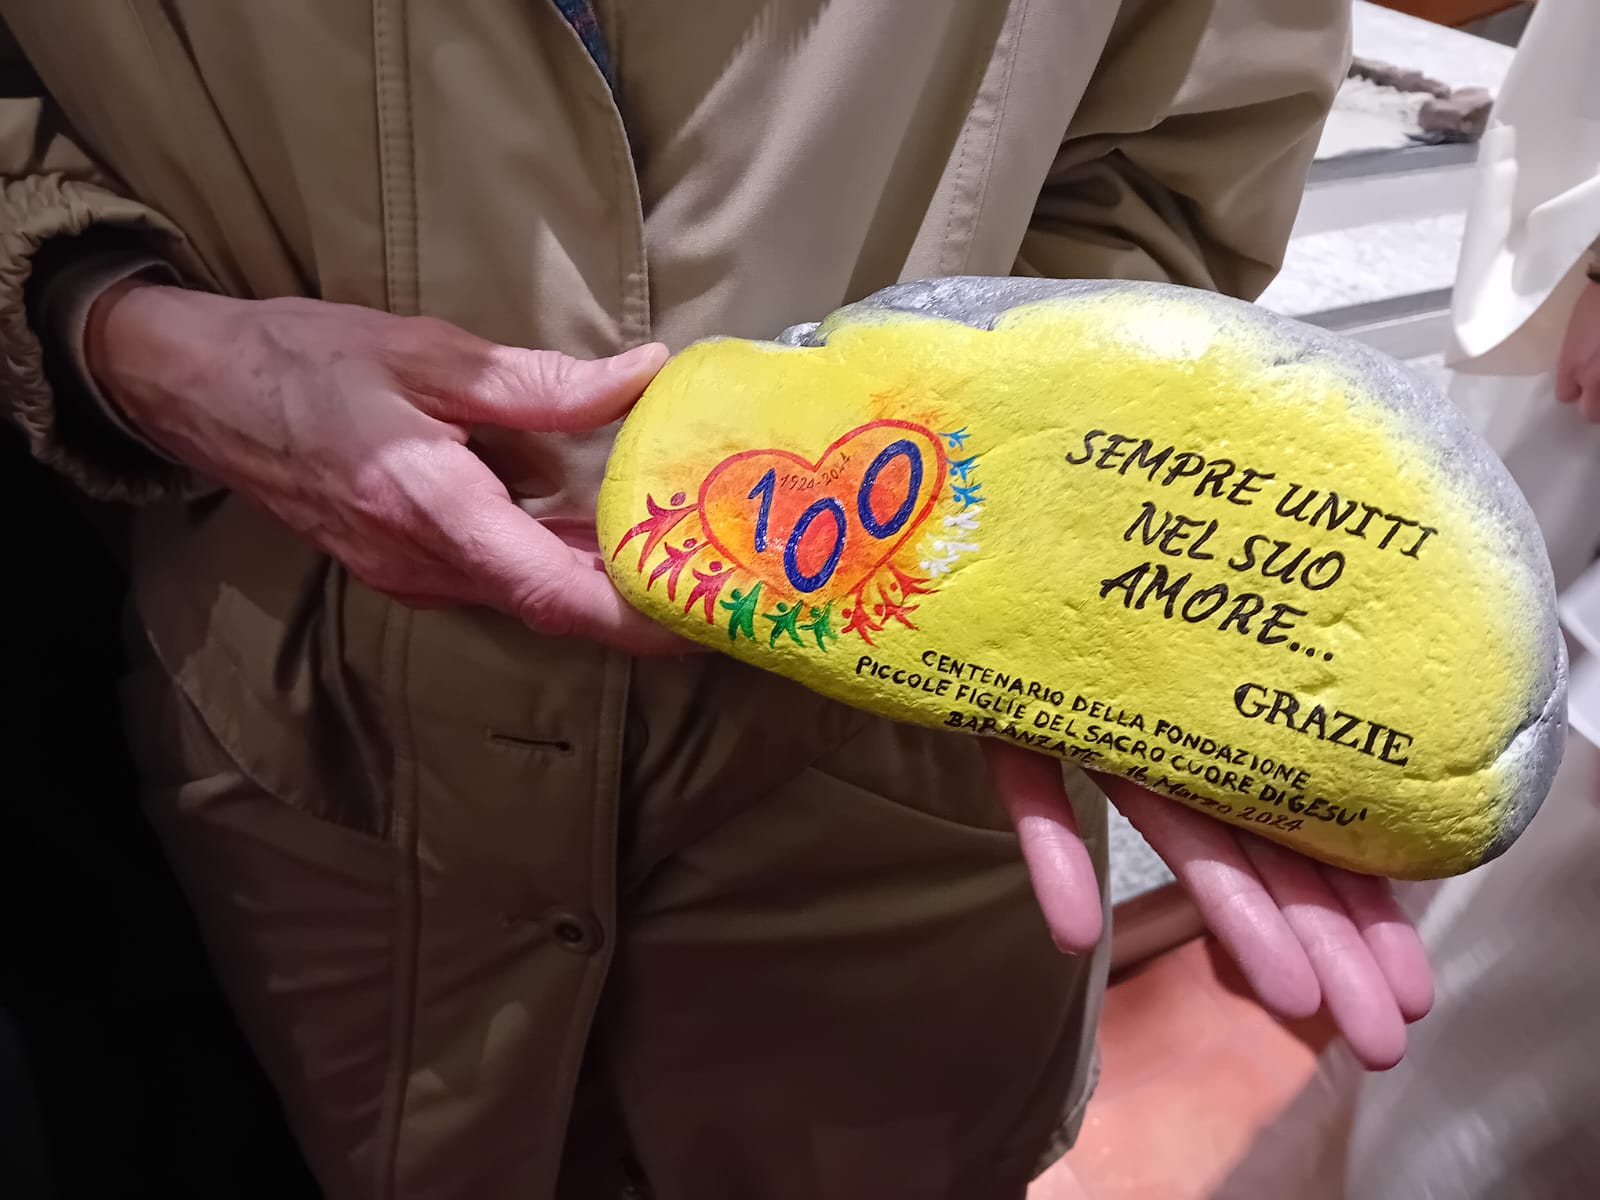 100
1924-2024
SEMPRE UNITI
NEL SUO
AMORE....
GRAZIE
CENTENARIO DELLA FONDAZIONE
PICCOLE FIGLIE DEL SACRO CUORE DI GESU'
BARANZATE 16 Marzo 2024